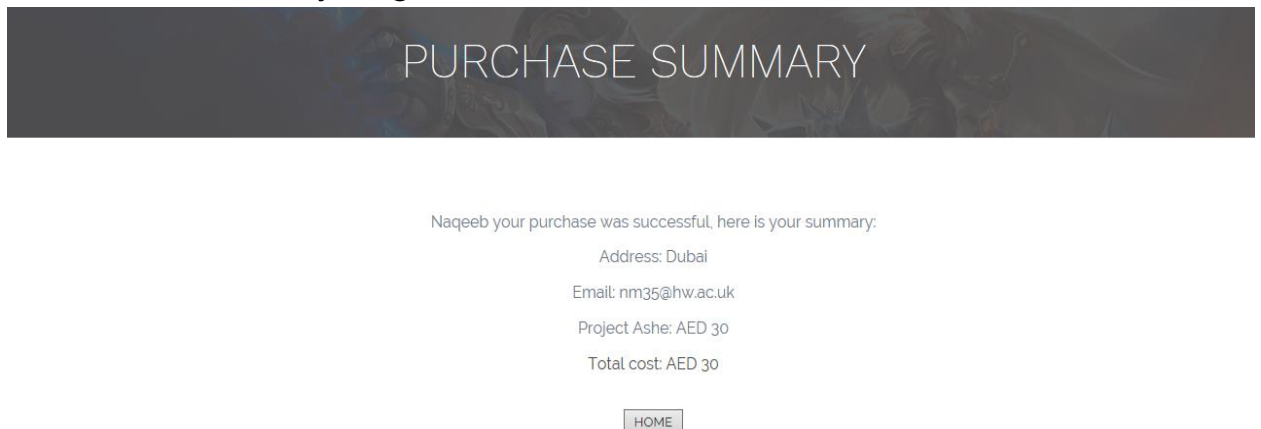 PURCHASE SUMMARY
Naqeeb your purchase was successful, here is your summary:
Address: Dubai
Email: nm35@hw.ac.uk
Project Ashe: AED 30
Total cost: AED 30
HOME